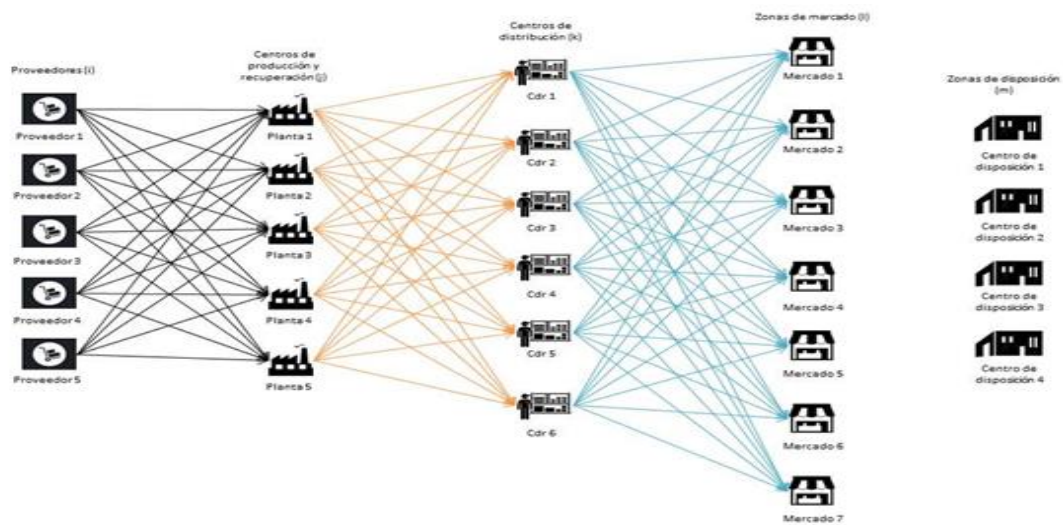 Proveedores (i)
Proveedor 1
Proveedor 2
Proveedor 3
Proveedor 4
Proveedor 5
Centros de
producción y
recuperación (j)
Planta 1
Planta 2
Planta 3
Planta 4
Planta 5
Centros de
distribución (k)
Cdr 1
Cdr 2
Cdr 3
Cdr 4
Cdr 5
Cdr 6
Zonas de mercado (l)
Mercado 1
Mercado 2
Mercado 3
Mercado 4
Mercado 5
Mercado 6
Mercado 7
Zonas de disposición
(m)
Centro de
disposición 1
Centro de
disposición 2
Centro de
disposición 3
Centro de
disposición 4